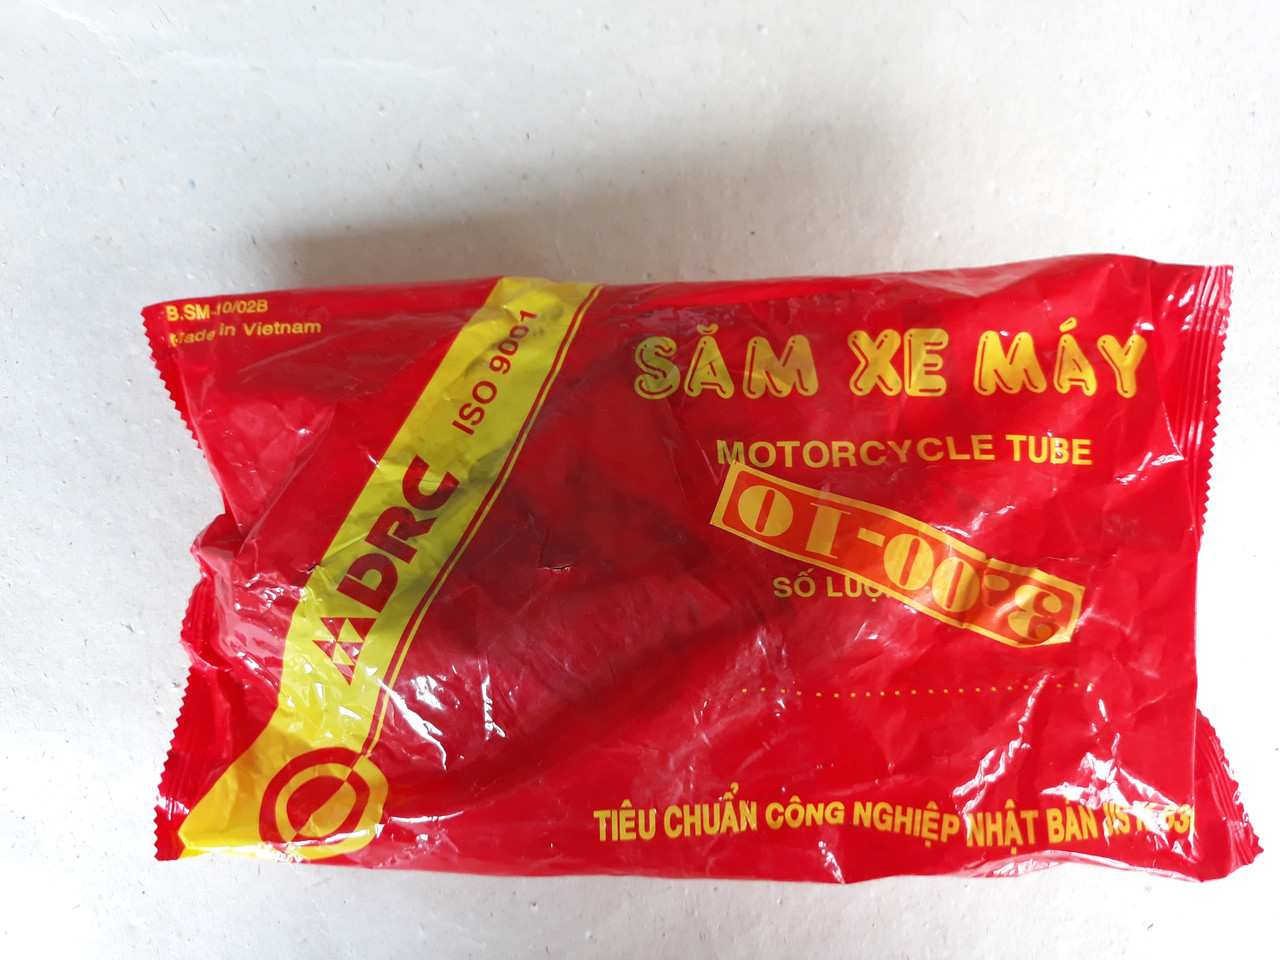 B.SM-10/02B
Made in Vietnam
DRC ISO 9001
SĂM XE MÁY
MOTORCYCLE TUBE
3.00-10
SỐ
TIÊU CHUẨN CÔNG NGHIỆP NHẬT BẢN JIS K